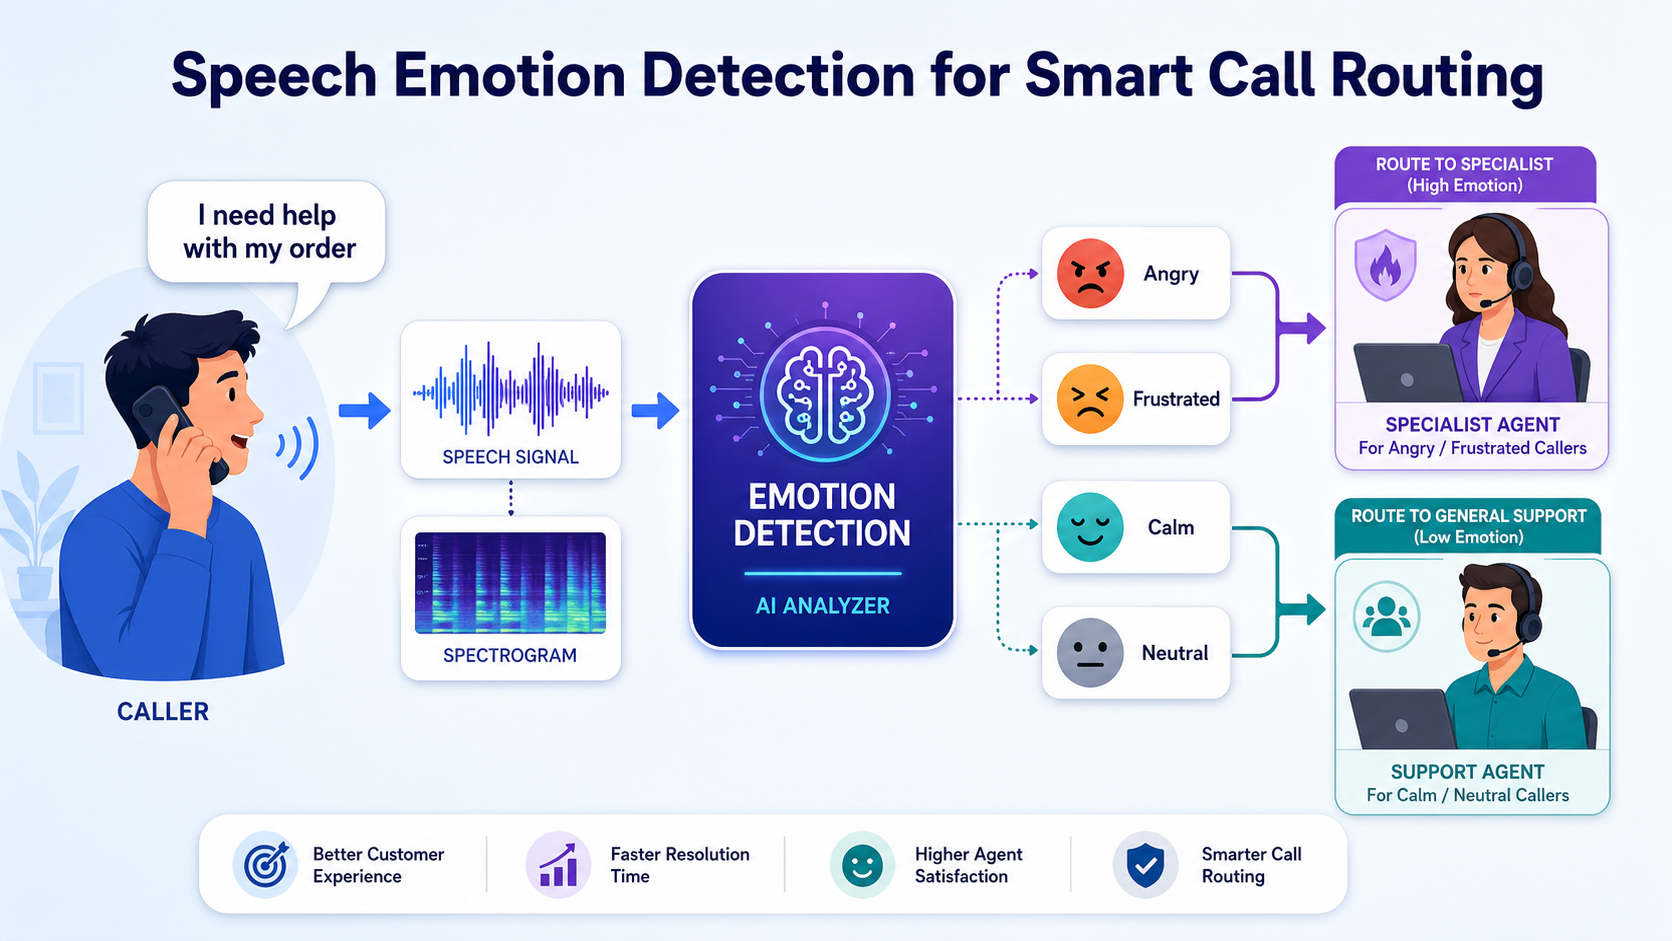 Speech Emotion Detection for Smart Call Routing
I need help
with my order
CALLER
SPEECH SIGNAL
SPECTROGRAM
EMOTION
DETECTION
AI ANALYZER
Angry
Frustrated
Calm
Neutral
ROUTE TO SPECIALIST
(High Emotion)
SPECIALIST AGENT
For Angry / Frustrated Callers
ROUTE TO GENERAL SUPPORT
(Low Emotion)
SUPPORT AGENT
For Calm / Neutral Callers
Better Customer
Experience
Faster Resolution
Time
Higher Agent
Satisfaction
Smarter Call
Routing